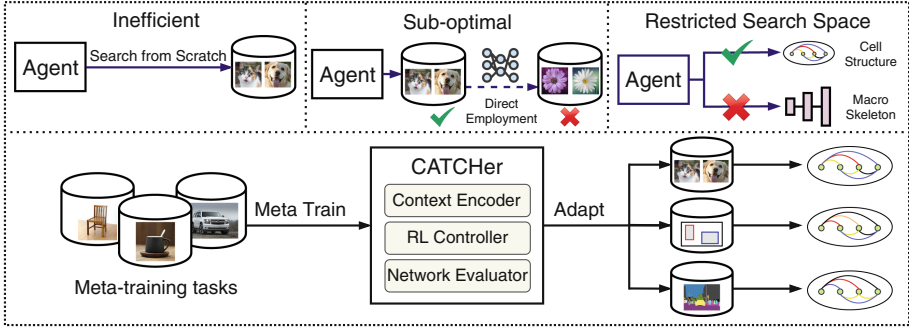 Inefficient
Agent
Search from Scratch
Sub-optimal
Agent
Direct
Employment
Restricted Search Space
Agent
Cell
Structure
Macro
Skeleton
Meta-training tasks
Meta Train
CATCHer
Context Encoder
RL Controller
Network Evaluator
Adapt